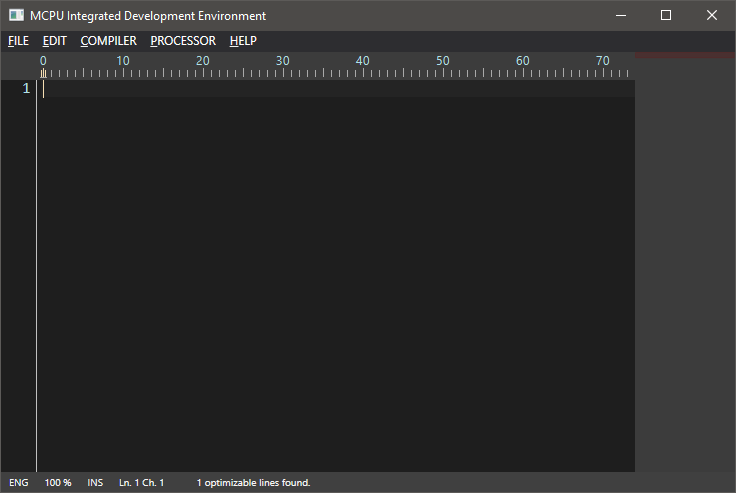 MCPU Integrated Development Environment
FILE EDIT COMPILER PROCESSOR HELP
0 10 20 30 40 50 60 70
1
ENG 100 % INS Ln. 1 Ch. 1 1 optimizable lines found.